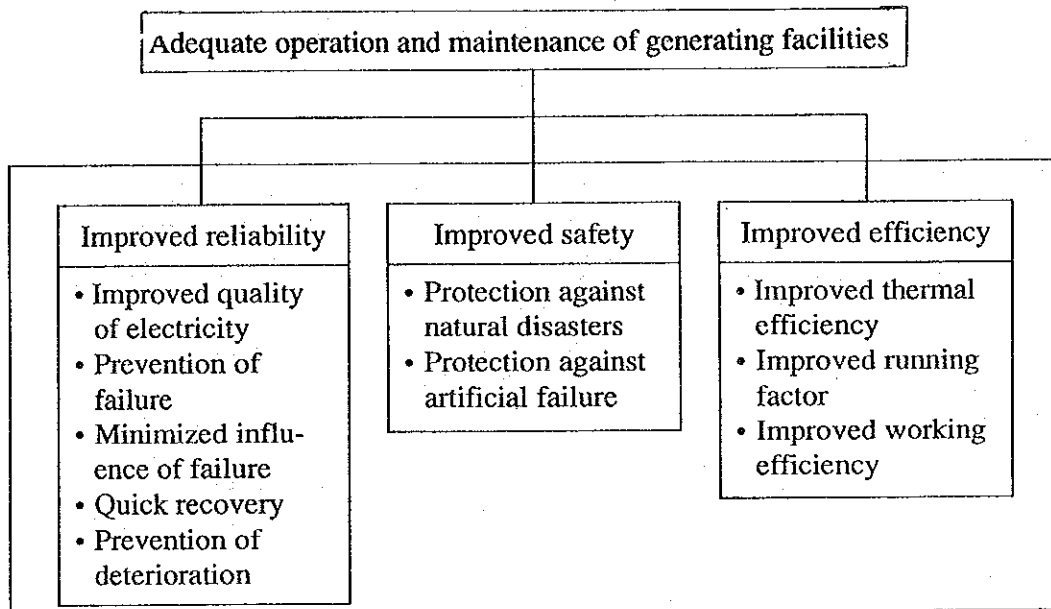 Adequate operation and maintenance of generating facilities
Improved reliability
• Improved quality
of electricity
• Prevention of
failure
• Minimized influ-
ence of failure
• Quick recovery
• Prevention of
deterioration
Improved safety
• Protection against
natural disasters
• Protection against
artificial failure
Improved efficiency
• Improved thermal
efficiency
• Improved running
factor
• Improved working
efficiency